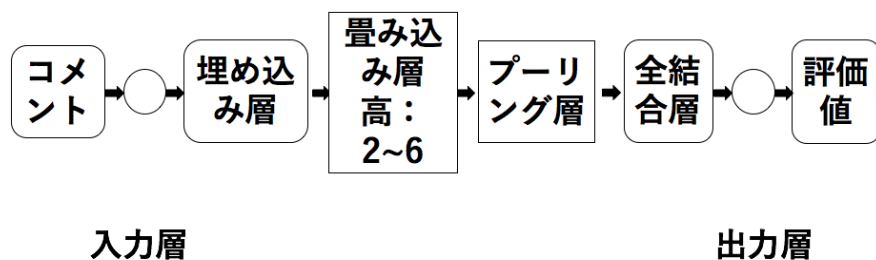 コメ
ント
埋め込
み層
畳み込
み層
高：
2~6
プーリ
ング層
全結
合層
評価
値
入力層
出力層